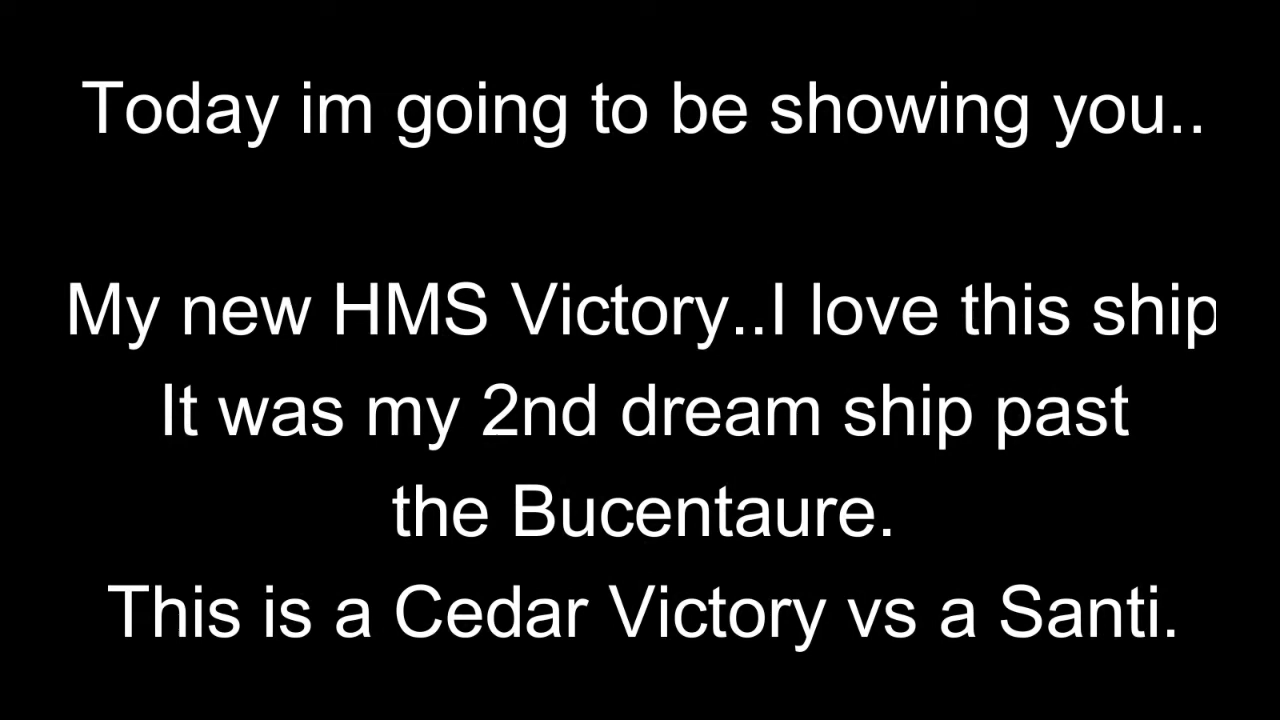 Today im going to be showing you..
My new HMS Victory..I love this ship
It was my 2nd dream ship past
the Bucentaure.
This is a Cedar Victory vs a Santi.